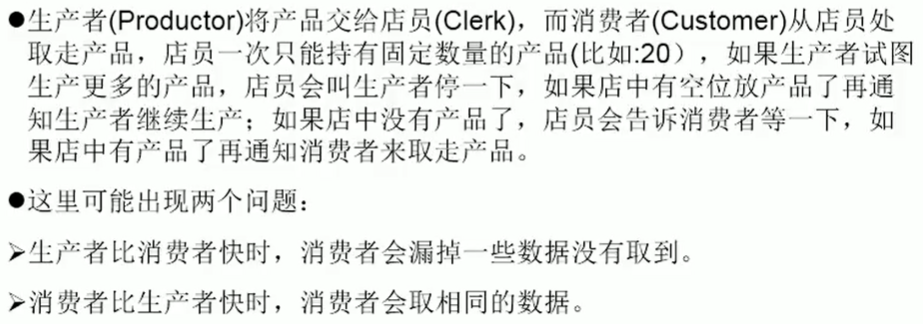 ●生产者(Productor)将产品交给店员(Clerk)，而消费者(Customer)从店员处
取走产品，店员一次只能持有固定数量的产品(比如:20），如果生产者试图
生产更多的产品，店员会叫生产者停一下，如果店中有空位放产品了再通
知生产者继续生产；如果店中没有产品了，店员会告诉消费者等一下，如
果店中有产品了再通知消费者来取走产品。
●这里可能出现两个问题：
➢生产者比消费者快时，消费者会漏掉一些数据没有取到。
➢消费者比生产者快时，消费者会取相同的数据。